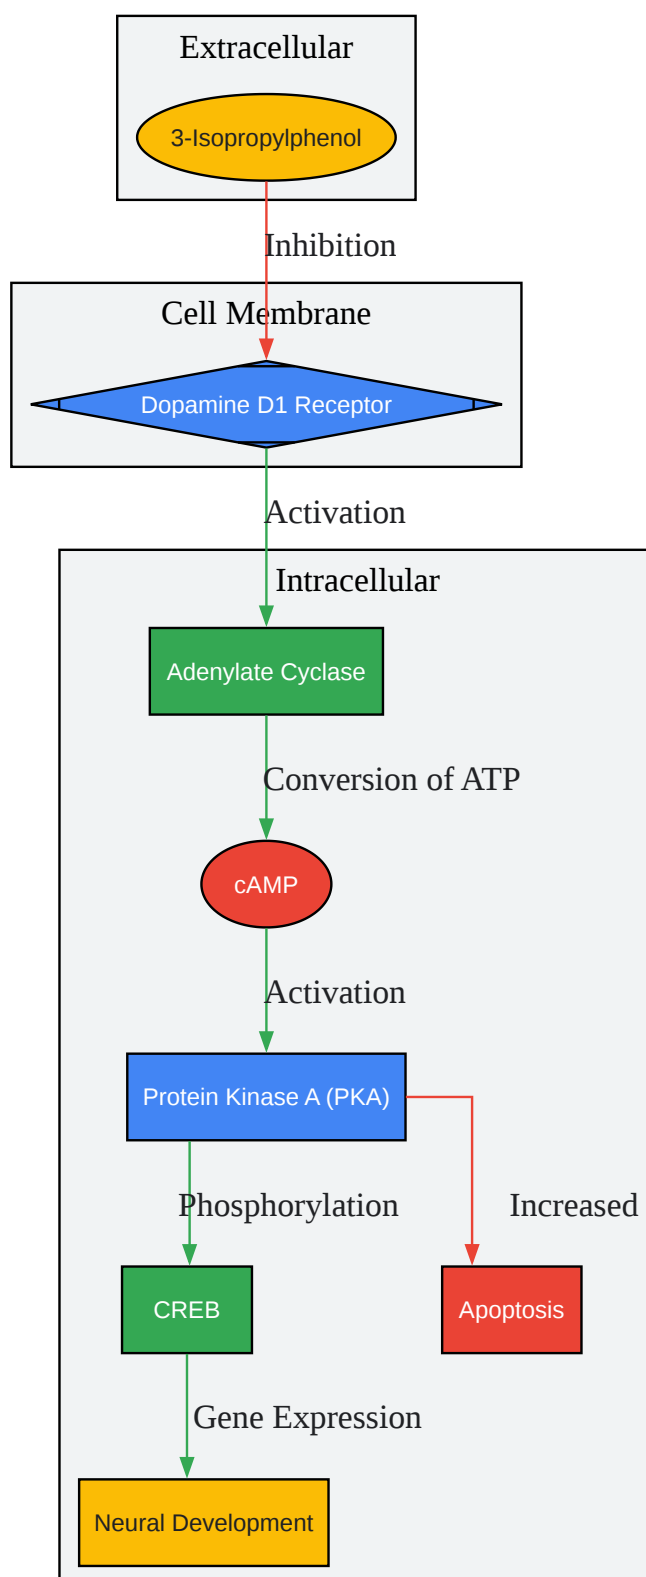 Extracellular
3-Isopropylphenol
Inhibition
Cell Membrane
Dopamine D1 Receptor
Activation
Intracellular
Adenylate Cyclase
Conversion of ATP
cAMP
Activation
Protein Kinase A (PKA)
Phosphorylation
Increased
CREB
Apoptosis
Gene Expression
Neural Development